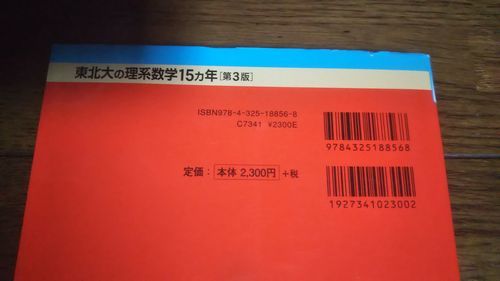 東北大の理系数学15カ年[第3版]
ISBN978-4-325-18856-8
C7341 ¥2300E
9784325188568
定価：本体 2,300円 +税
1927341023002